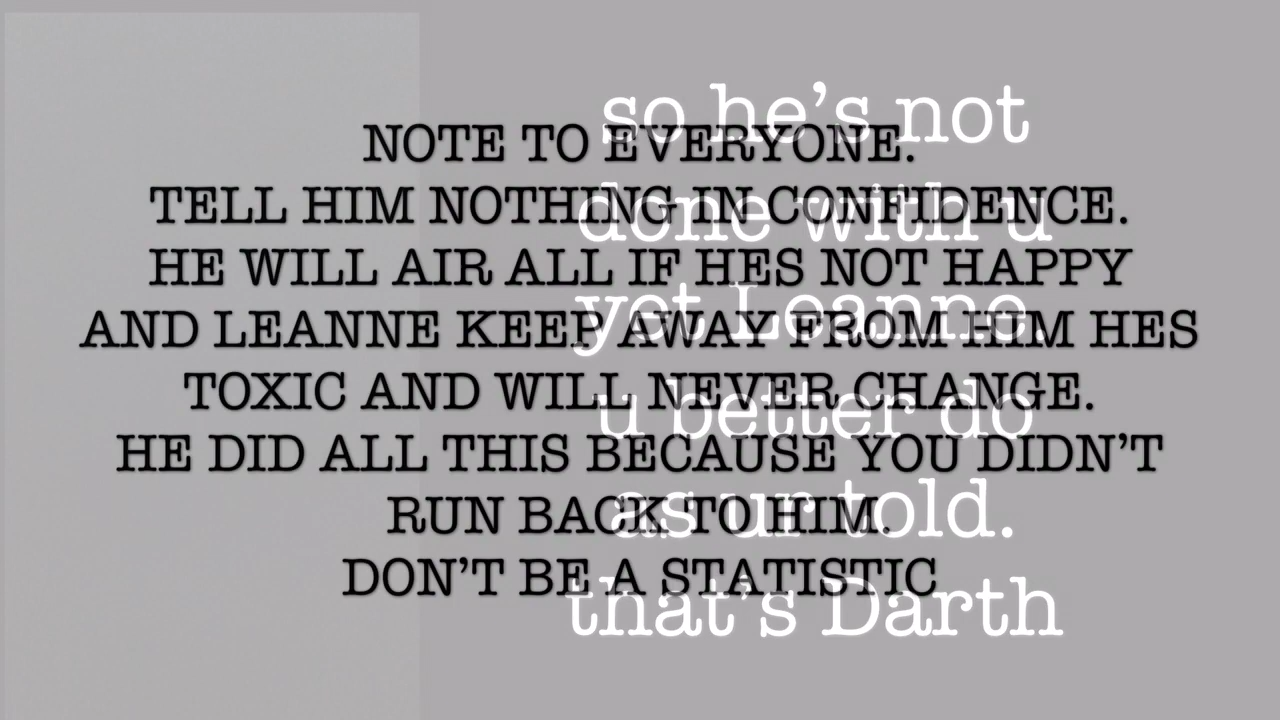 NOTE TO EVERYONE.
TELL HIM NOTHING IN CONFIDENCE.
HE WILL AIR ALL IF HES NOT HAPPY
AND LEANNE KEEP AWAY FROM HIM HES
TOXIC AND WILL NEVER CHANGE.
HE DID ALL THIS BECAUSE YOU DIDN'T
RUN BACK TO HIM.
DON'T BE A STATISTIC
so he's not
done with u
yet Leanne.
u better do
as ur told.
that's Darth